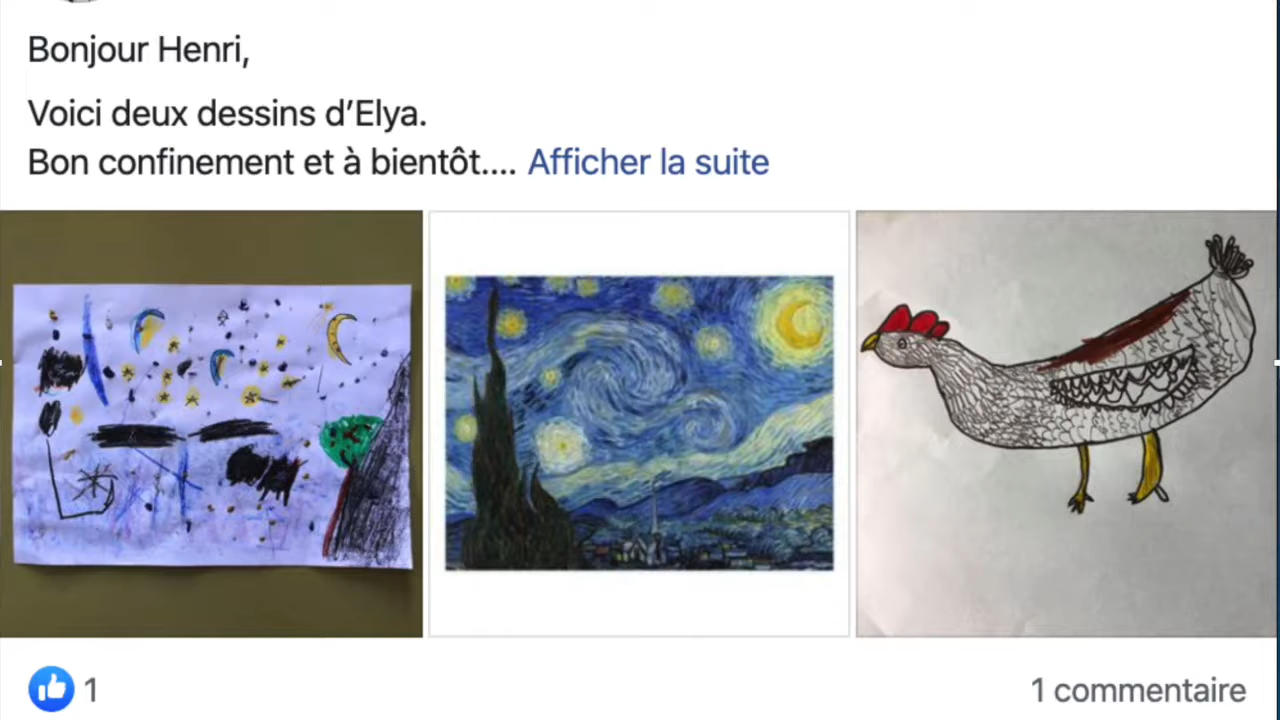 Bonjour Henri,
Voici deux dessins d’Elya.
Bon confinement et à bientôt.... Afficher la suite
1
1 commentaire